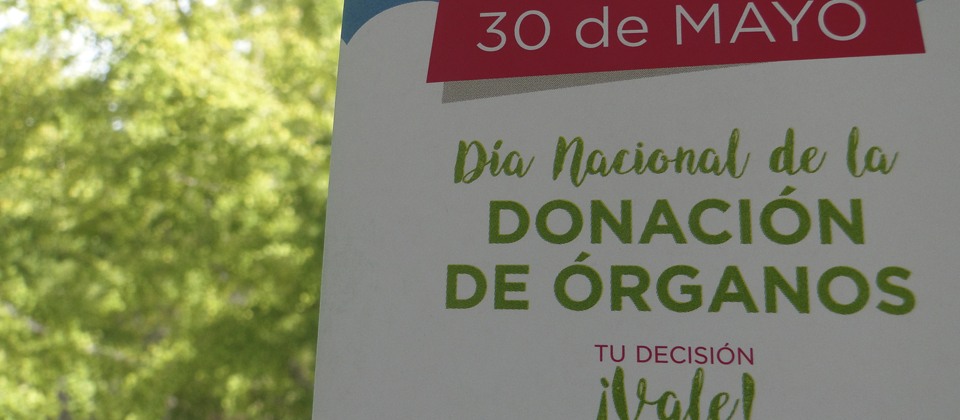 30 de MAYO
Día Nacional de la
DONACIÓN
DE ÓRGANOS
TU DECISIÓN
¡Vale!